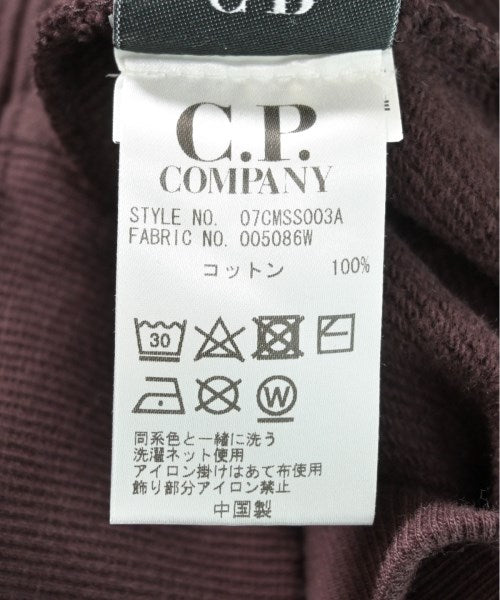 C.P.
COMPANY
STYLE NO. 07CMSS003A
FABRIC NO. 005086W
コットン 100%
30
W
同系色と一緒に洗う
洗濯ネット使用
アイロン掛けはあて布使用
飾り部分アイロン禁止
中国製